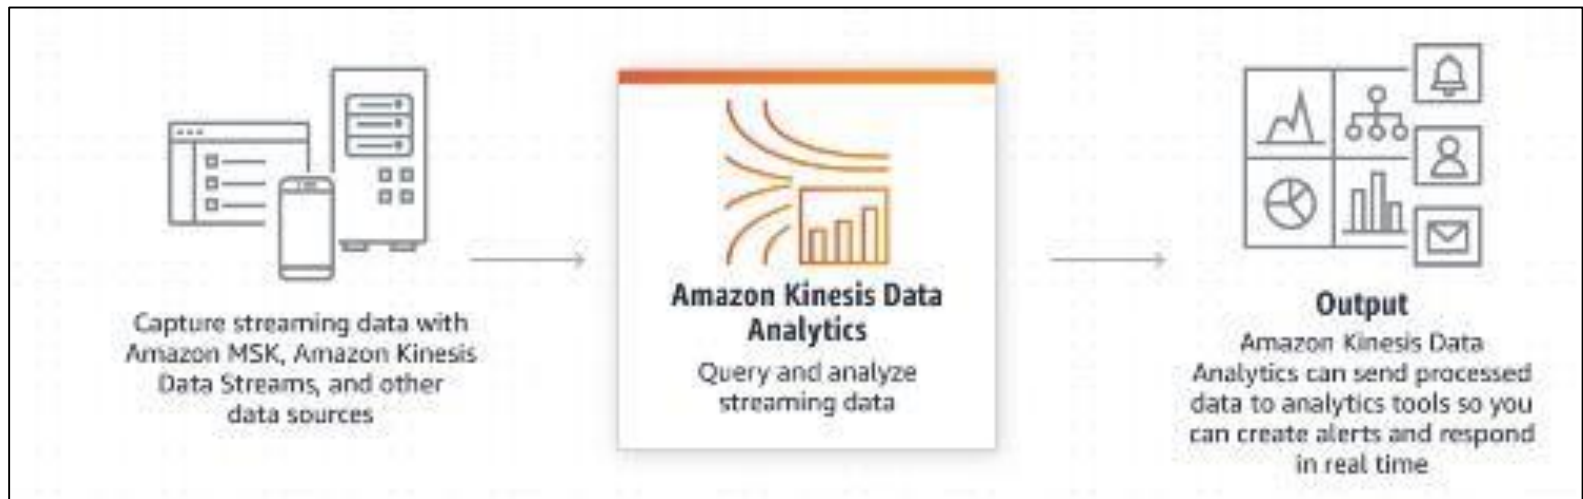 Capture streaming data with
Amazon MSK, Amazon Kinesis
Data Streams, and other
data sources
Amazon Kinesis Data
Analytics
Query and analyze
streaming data
Output
Amazon Kinesis Data
Analytics can send processed
data to analytics tools so you
can create alerts and respond
in real time